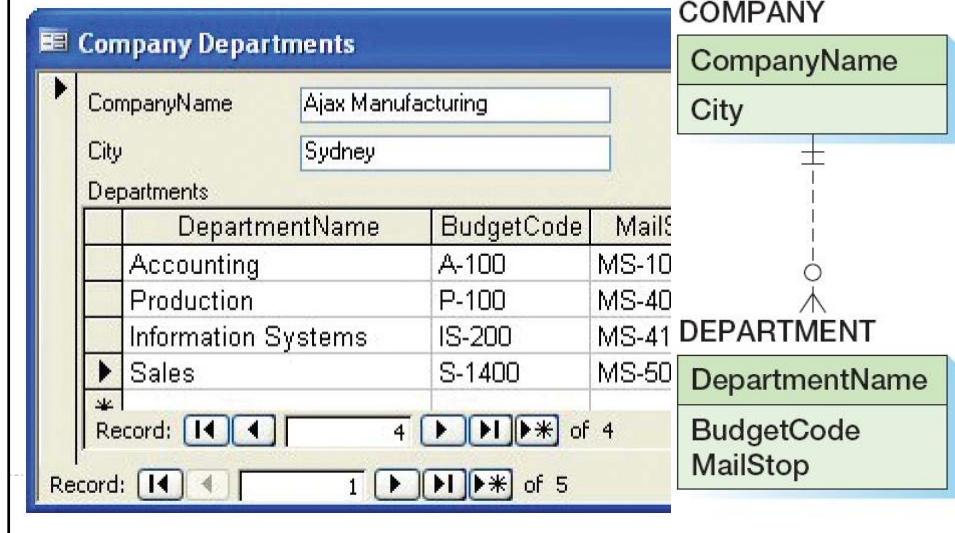 Company Departments
CompanyName Ajax Manufacturing
City Sydney
Departments
DepartmentName BudgetCode MailS
Accounting A-100 MS-10
Production P-100 MS-40
Information Systems IS-200 MS-41
Sales S-1400 MS-50
Record: 4 of 4
Record: 1 of 5
COMPANY
CompanyName
City
DEPARTMENT
DepartmentName
BudgetCode
MailStop